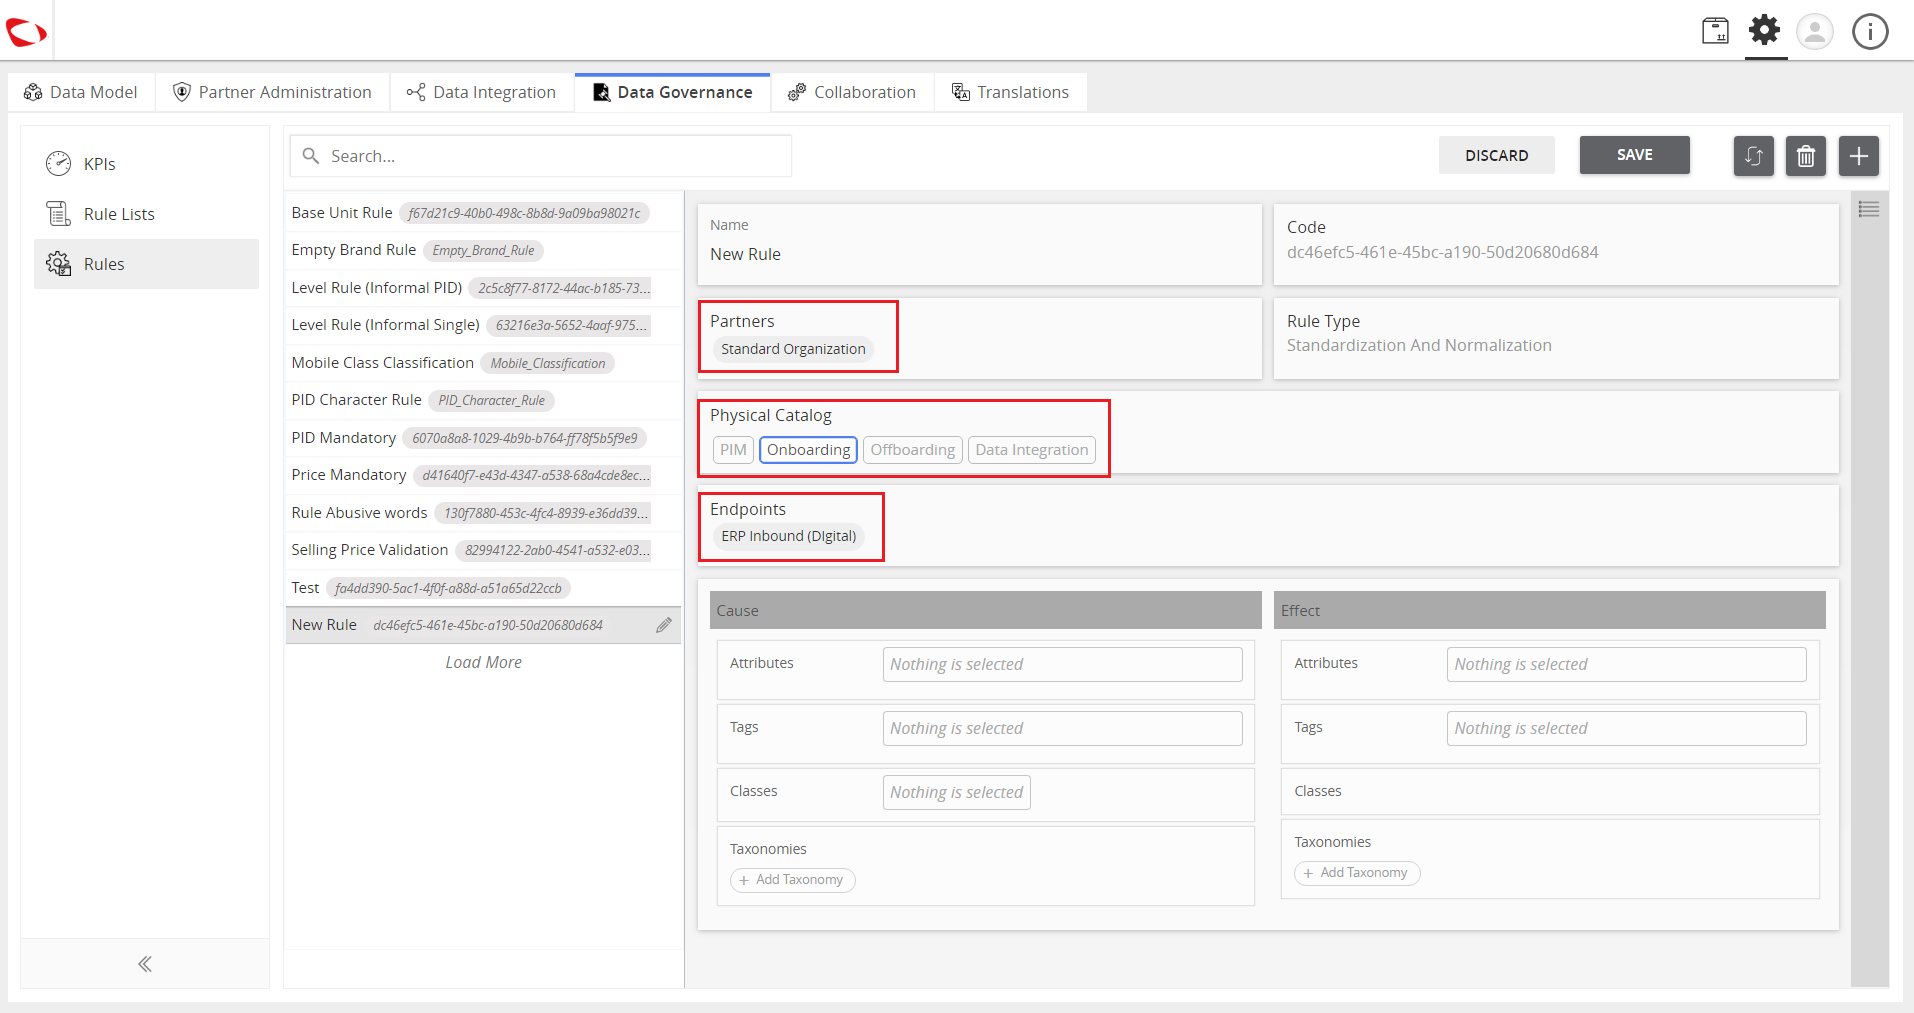 Data Model
Partner Administration
Data Integration
Data Governance
Collaboration
Translations
KPIs
Rule Lists
Rules
Search...
DISCARD
SAVE
Base Unit Rule f67d21c9-40b0-498c-8b8d-9a09ba98021c
Empty Brand Rule Empty_Brand_Rule
Level Rule (Informal PID) 2c5c8f77-8172-44ac-b185-73...
Level Rule (Informal Single) 63216e3a-5652-4aaf-975...
Mobile Class Classification Mobile_Classification
PID Character Rule PID_Character_Rule
PID Mandatory 6070a8a8-1029-4b9b-b764-ff78f5b5f9e9
Price Mandatory d41640f7-e43d-4347-a538-68a4cde8ec...
Rule Abusive words 130f7880-453c-4fc4-8939-e36dd39...
Selling Price Validation 82994122-2ab0-4541-a532-e03...
Test fa4dd390-5ac1-4f0f-a88d-a51a65d22ccb
New Rule dc46efc5-461e-45bc-a190-50d20680d684
Load More
Name
New Rule
Code
dc46efc5-461e-45bc-a190-50d20680d684
Partners
Standard Organization
Rule Type
Standardization And Normalization
Physical Catalog
PIM Onboarding Offboarding Data Integration
Endpoints
ERP Inbound (DIgital)
Cause
Attributes Nothing is selected
Tags Nothing is selected
Classes Nothing is selected
Taxonomies
+ Add Taxonomy
Effect
Attributes Nothing is selected
Tags Nothing is selected
Classes
Taxonomies
+ Add Taxonomy